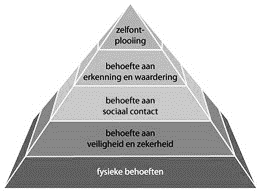 zelfont-
plooiing
behoefte aan
erkenning en waardering
behoefte aan
sociaal contact
behoefte aan
veiligheid en zekerheid
fysieke behoeften